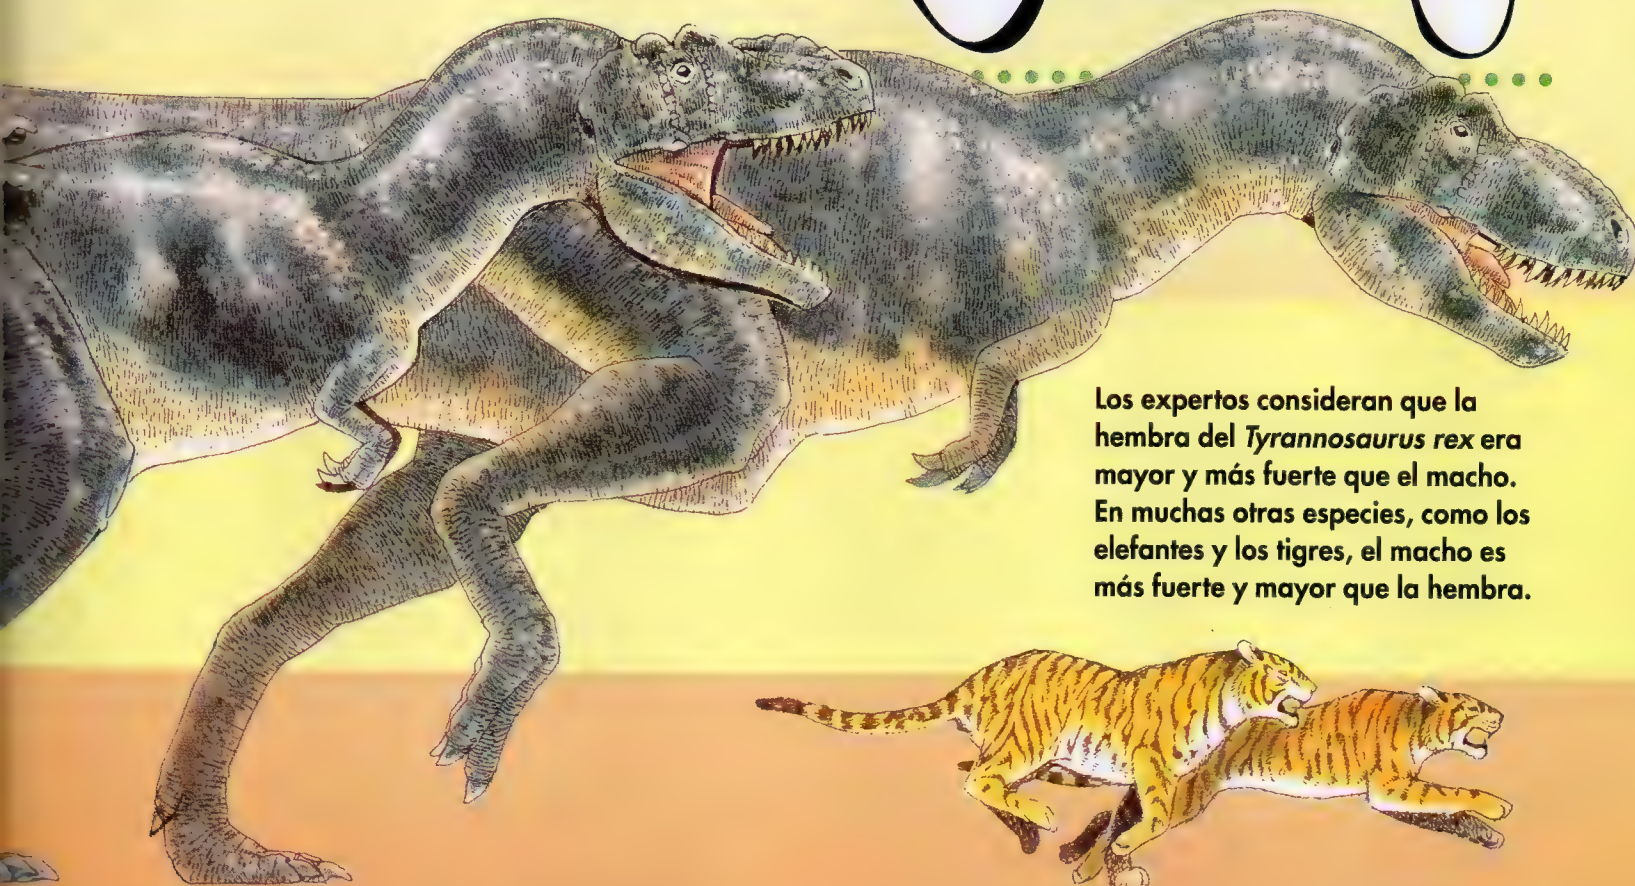 Los expertos consideran que la
hembra del Tyrannosaurus rex era
mayor y más fuerte que el macho.
En muchas otras especies, como los
elefantes y los tigres, el macho es
más fuerte y mayor que la hembra.